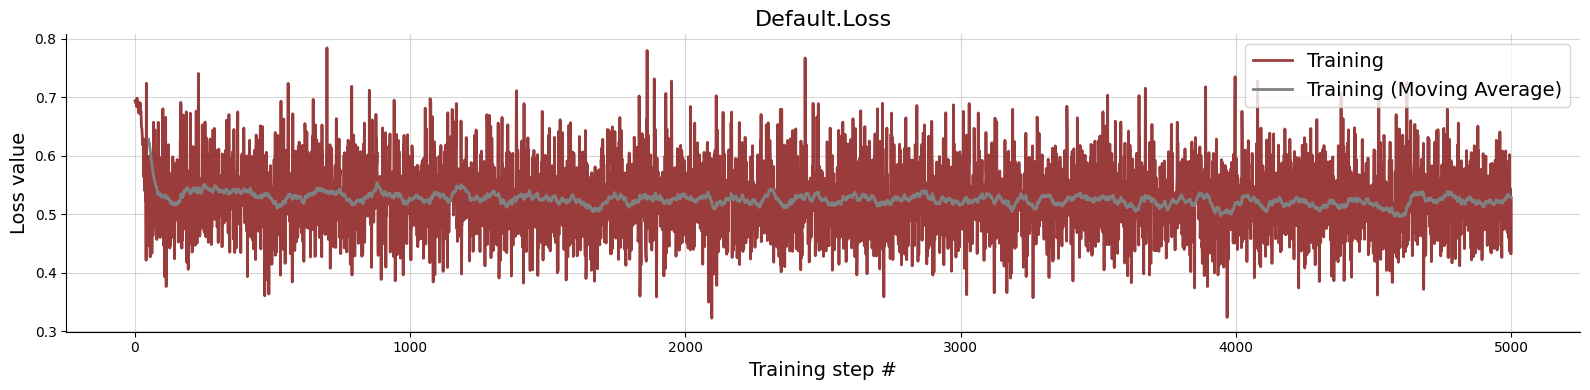 Default.Loss
Training
Training (Moving Average)
Loss value
0.8
0.7
0.6
0.5
0.4
0.3
0
1000
2000
3000
4000
5000
Training step #